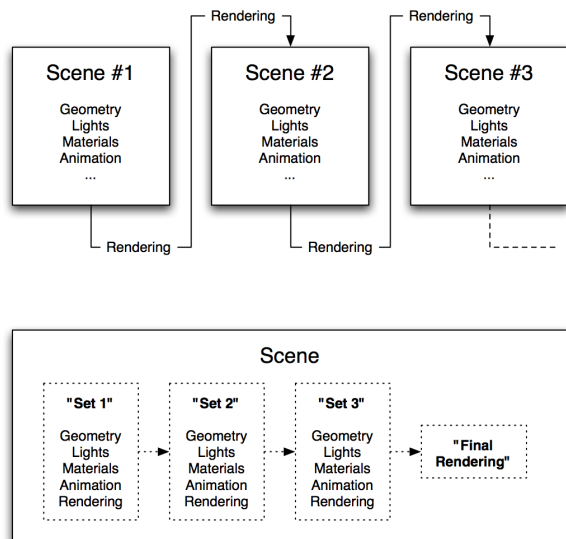 Rendering
Rendering
Scene #1
Geometry
Lights
Materials
Animation
...
Scene #2
Geometry
Lights
Materials
Animation
...
Scene #3
Geometry
Lights
Materials
Animation
...
Rendering
Rendering
Scene
"Set 1"
Geometry
Lights
Materials
Animation
Rendering
"Set 2"
Geometry
Lights
Materials
Animation
Rendering
"Set 3"
Geometry
Lights
Materials
Animation
Rendering
"Final
Rendering"